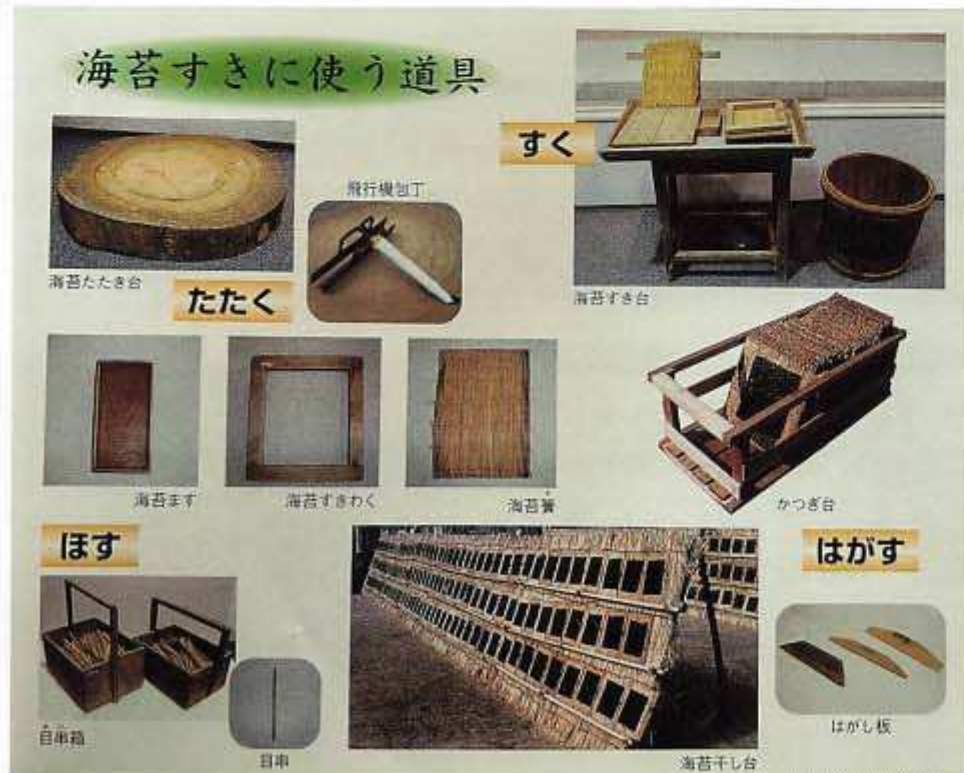 海苔すきに使う道具
すく
飛行機包丁
海苔たたき台
たたく
海苔すき台
海苔ます
海苔すきわく
海苔簀
かつぎ台
ほす
はがす
目串箱
目串
海苔干し台
はがし板